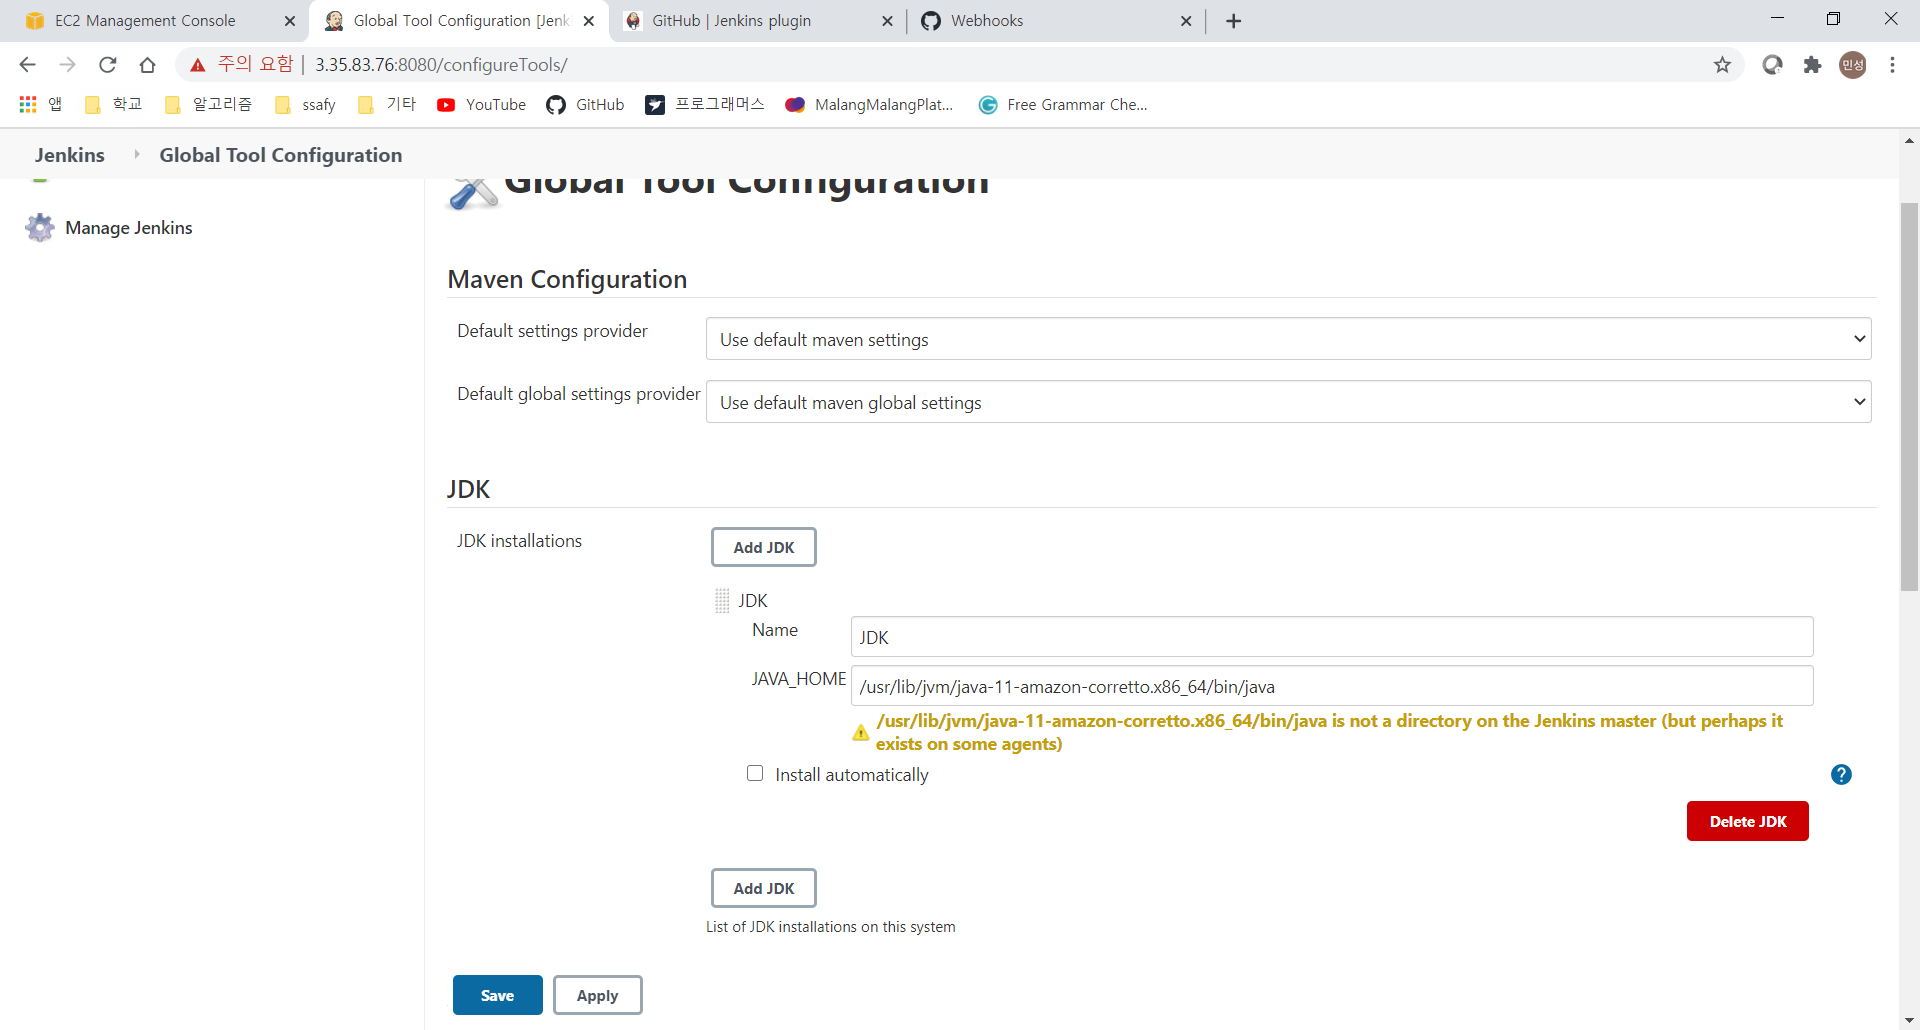 EC2 Management Console
Global Tool Configuration [Jenk
GitHub | Jenkins plugin
Webhooks
주의 요함 | 3.35.83.76:8080/configureTools/
민성
앱
학교
알고리즘
ssafy
기타
YouTube
GitHub
프로그래머스
MalangMalangPlat...
Free Grammar Che...
Jenkins
Global Tool Configuration
Global Tool Configuration
Manage Jenkins
Maven Configuration
Default settings provider
Use default maven settings
Default global settings provider
Use default maven global settings
JDK
JDK installations
Add JDK
JDK
Name
JDK
JAVA_HOME
/usr/lib/jvm/java-11-amazon-corretto.x86_64/bin/java
/usr/lib/jvm/java-11-amazon-corretto.x86_64/bin/java is not a directory on the Jenkins master (but perhaps it
exists on some agents)
Install automatically
?
Delete JDK
Add JDK
List of JDK installations on this system
Save
Apply